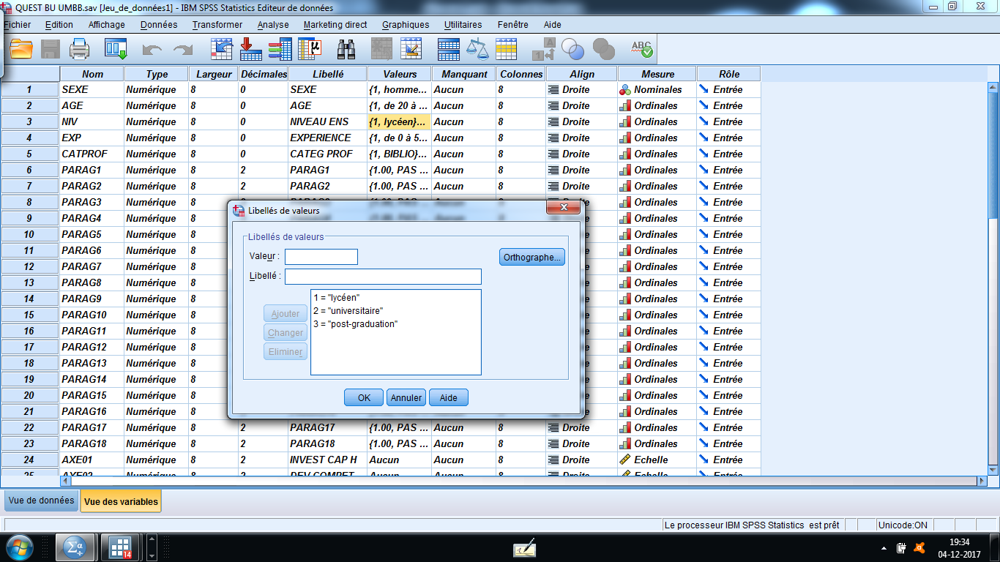 QUEST BU UMBB.sav [Jeu_de_données1] - IBM SPSS Statistics Editeur de données
Fichier Edition Affichage Données Transformer Analyse Marketing direct Graphiques Utilitaires Fenêtre Aide
Nom Type Largeur Décimales Libellé Valeurs Manquant Colonnes Align Mesure Rôle
1 SEXE Numérique 8 0 SEXE {1, homme... Aucun 8 Droite Nominales Entrée
2 AGE Numérique 8 0 AGE {1, de 20 à ... Aucun 8 Droite Ordinales Entrée
3 NIV Numérique 8 0 NIVEAU ENS {1, lycéen}... Aucun 8 Droite Ordinales Entrée
4 EXP Numérique 8 0 EXPERIENCE {1, de 0 à 5... Aucun 8 Droite Ordinales Entrée
5 CATPROF Numérique 8 0 CATEG PROF {1, BIBLIO}... Aucun 8 Droite Ordinales Entrée
6 PARAG1 Numérique 8 2 PARAG1 {1.00, PAS ... Aucun 8 Droite Ordinales Entrée
7 PARAG2 Numérique 8 2 PARAG2 {1.00, PAS ... Aucun 8 Droite Ordinales Entrée
8 PARAG3 Numérique 8 Ordinales Entrée
9 PARAG4 Numérique 8 Ordinales Entrée
10 PARAG5 Numérique 8 Ordinales Entrée
11 PARAG6 Numérique 8 Ordinales Entrée
12 PARAG7 Numérique 8 Ordinales Entrée
13 PARAG8 Numérique 8 Ordinales Entrée
14 PARAG9 Numérique 8 Ordinales Entrée
15 PARAG10 Numérique 8 Ordinales Entrée
16 PARAG11 Numérique 8 Ordinales Entrée
17 PARAG12 Numérique 8 Ordinales Entrée
18 PARAG13 Numérique 8 Ordinales Entrée
19 PARAG14 Numérique 8 Ordinales Entrée
20 PARAG15 Numérique 8 Ordinales Entrée
21 PARAG16 Numérique 8 Ordinales Entrée
22 PARAG17 Numérique 8 2 PARAG17 {1.00, PAS ... Aucun 8 Droite Ordinales Entrée
23 PARAG18 Numérique 8 2 PARAG18 {1.00, PAS ... Aucun 8 Droite Ordinales Entrée
24 AXE01 Numérique 8 2 INVEST CAP H Aucun Aucun 8 Droite Echelle Entrée
25 AXE02 Numérique 8 2 DEV COMPET Aucun Aucun 8 Droite Echelle Entrée
Libellés de valeurs
Libellés de valeurs
Valeur :
Orthographe...
Libellé :
1 = "lycéen"
2 = "universitaire"
3 = "post-graduation"
Ajouter
Changer
Eliminer
OK Annuler Aide
Vue de données Vue des variables
Le processeur IBM SPSS Statistics est prêt Unicode:ON
14
19:34
04-12-2017